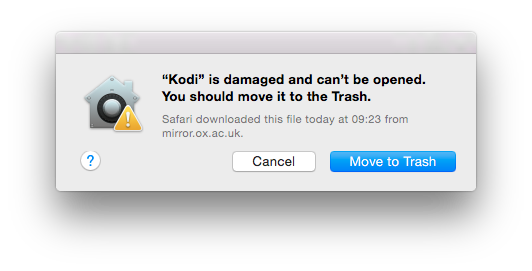 “Kodi” is damaged and can’t be opened.
You should move it to the Trash.
Safari downloaded this file today at 09:23 from
mirror.ox.ac.uk.
?
Cancel
Move to Trash